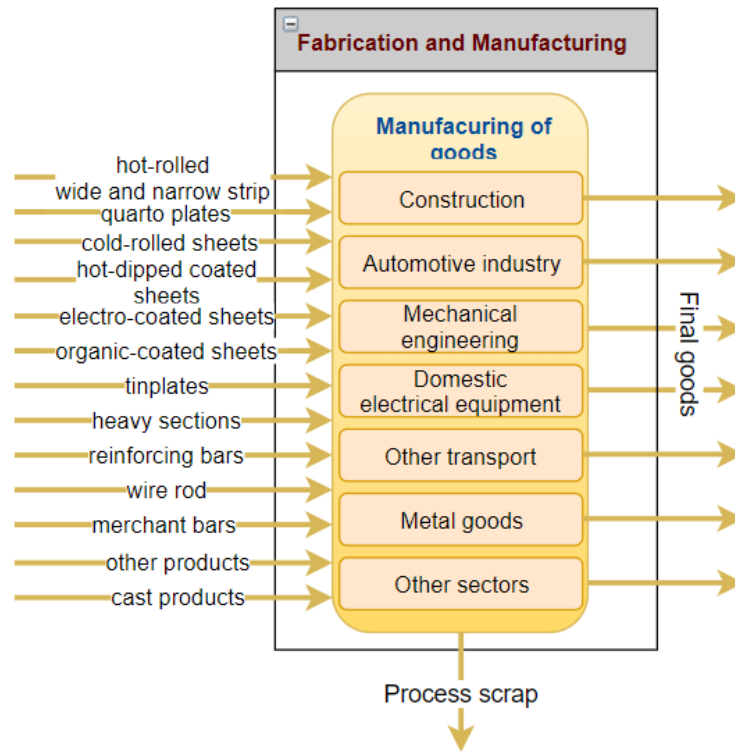 Fabrication and Manufacturing
Manufacuring of
goods
hot-rolled
wide and narrow strip
quarto plates
cold-rolled sheets
hot-dipped coated
sheets
electro-coated sheets
organic-coated sheets
tinplates
heavy sections
reinforcing bars
wire rod
merchant bars
other products
cast products
Construction
Automotive industry
Mechanical
engineering
Domestic
electrical equipment
Other transport
Metal goods
Other sectors
Final goods
Process scrap